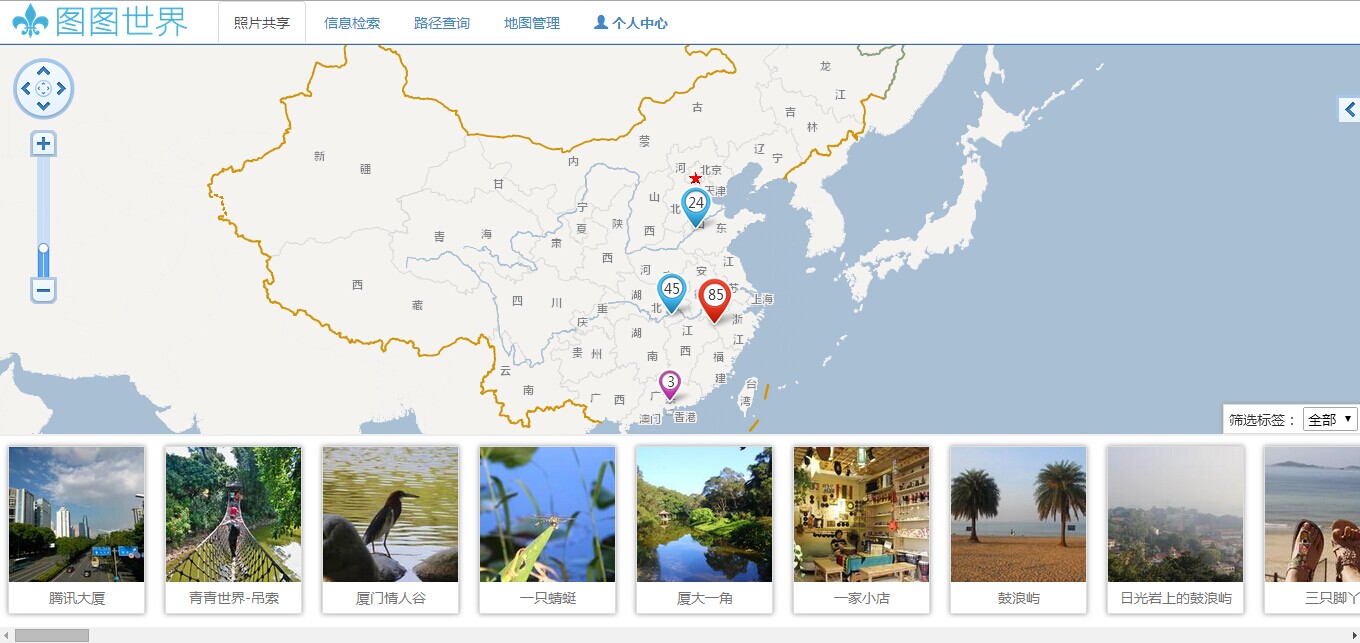 图图世界
照片共享 信息检索 路径查询 地图管理 个人中心
龙
江
古
吉
林
蒙
辽
宁
新
疆
内
河 北京
天津
甘
山
北
24
宁
夏
陕
西
东
青
海
肃
西
河
安
江
苏
西
藏
湖
北
45
85
上海
四
川
重
庆
浙
江
湖
南
江
西
贵
州
福
建
云
南
3
广
西
广
台
湾
澳门
香港
筛选标签： 全部
腾讯大厦 青青世界-吊索 厦门情人谷 一只蜻蜓 厦大一角 一家小店 鼓浪屿 日光岩上的鼓浪屿 三只脚丫